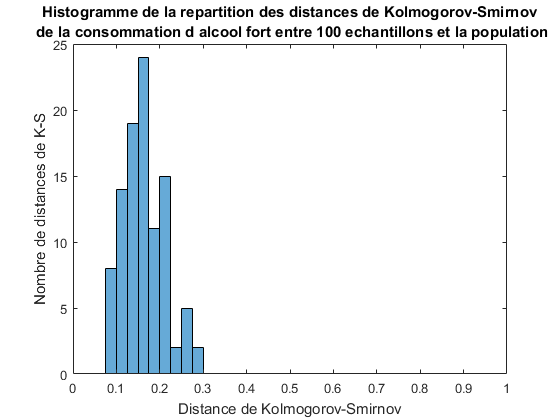 Histogramme de la repartition des distances de Kolmogorov-Smirnov
de la consommation d alcool fort entre 100 echantillons et la population
25
20
15
10
5
0
Nombre de distances de K-S
0 0.1 0.2 0.3 0.4 0.5 0.6 0.7 0.8 0.9 1
Distance de Kolmogorov-Smirnov